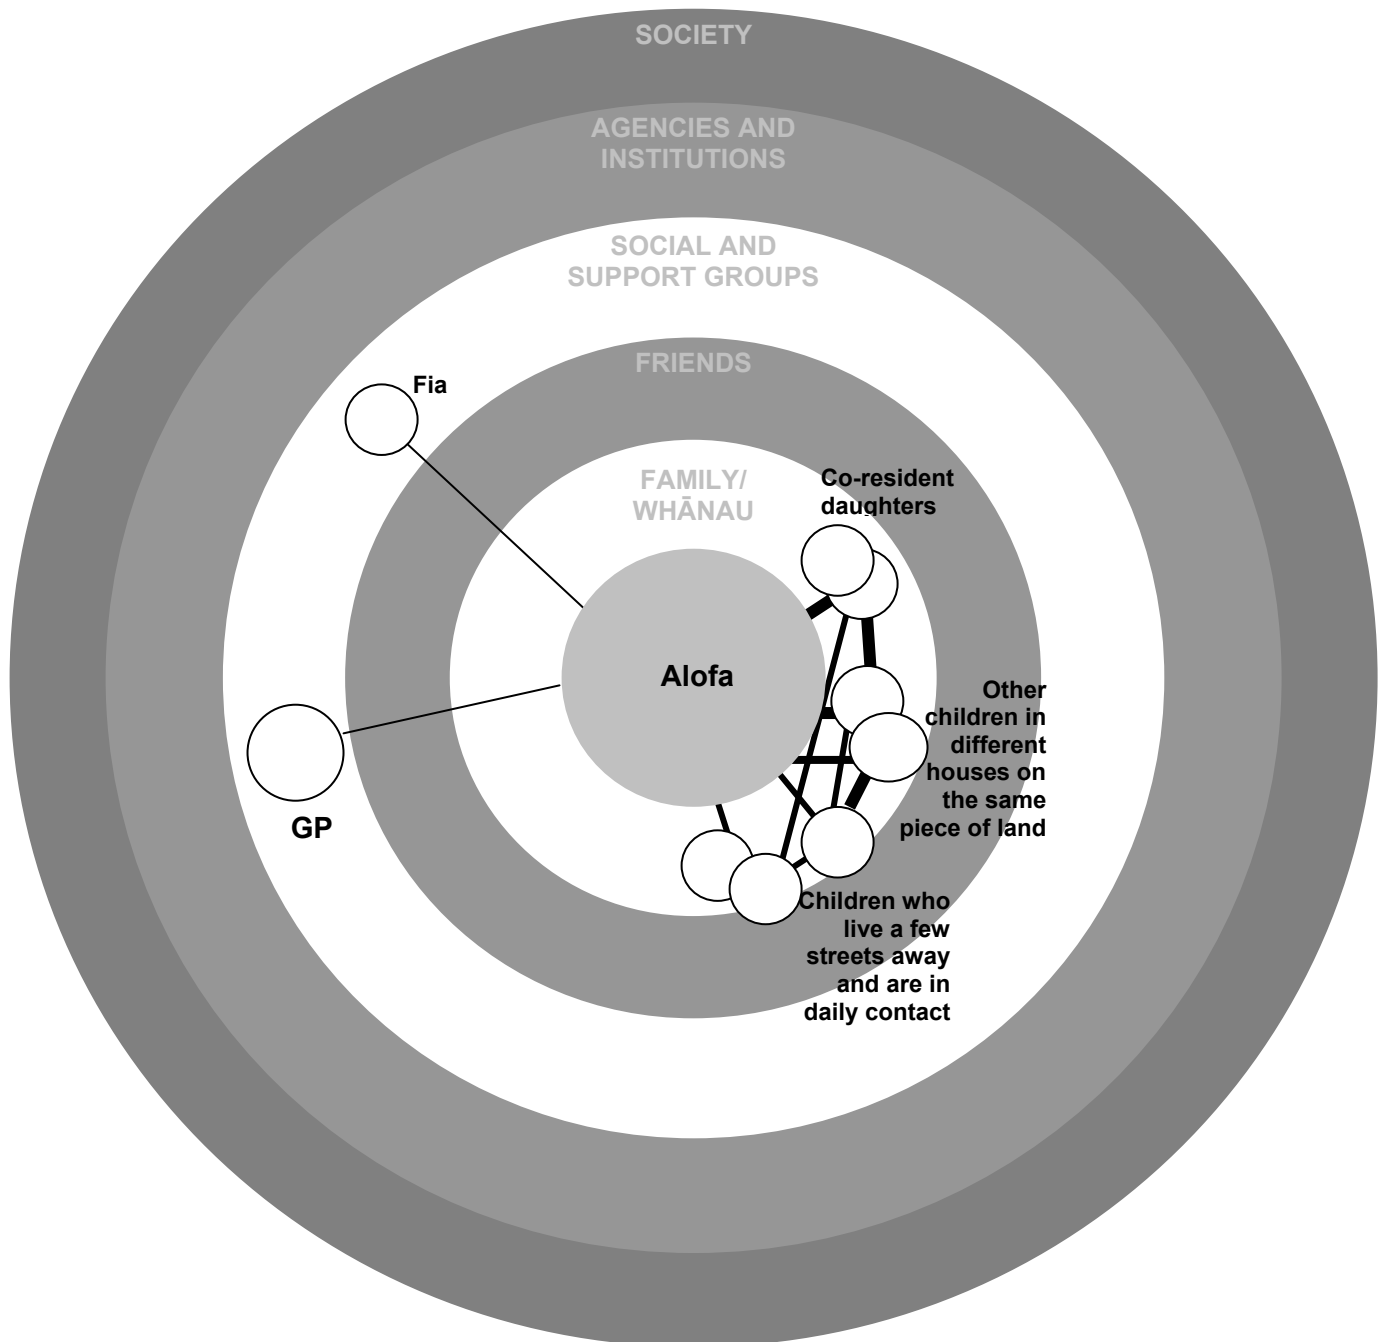 SOCIETY
AGENCIES AND
INSTITUTIONS
SOCIAL AND
SUPPORT GROUPS
FRIENDS
Fia
FAMILY/
WHĀNAU
Co-resident
daughters
Alofa
Other
children in
different
houses on
the same
piece of land
GP
Children who
live a few
streets away
and are in
daily contact